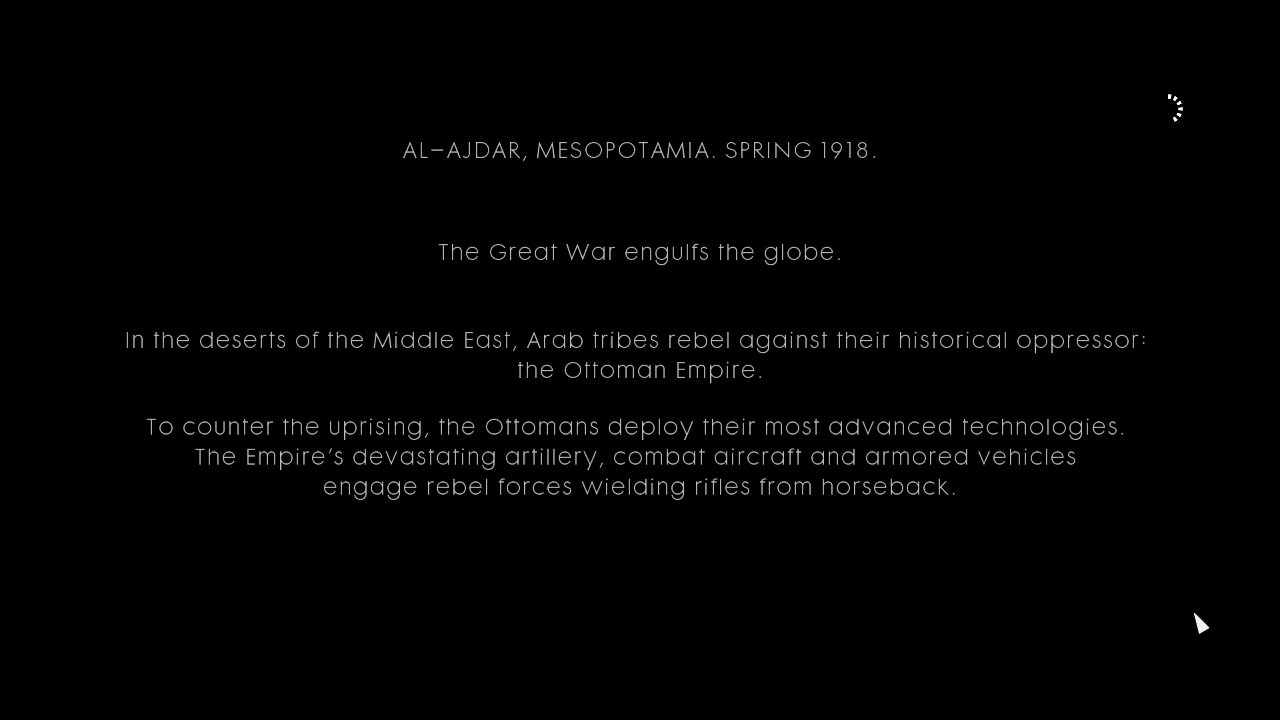 AL–AJDAR, MESOPOTAMIA. SPRING 1918.
The Great War engulfs the globe.
In the deserts of the Middle East, Arab tribes rebel against their historical oppressor:
the Ottoman Empire.
To counter the uprising, the Ottomans deploy their most advanced technologies.
The Empire’s devastating artillery, combat aircraft and armored vehicles
engage rebel forces wielding rifles from horseback.